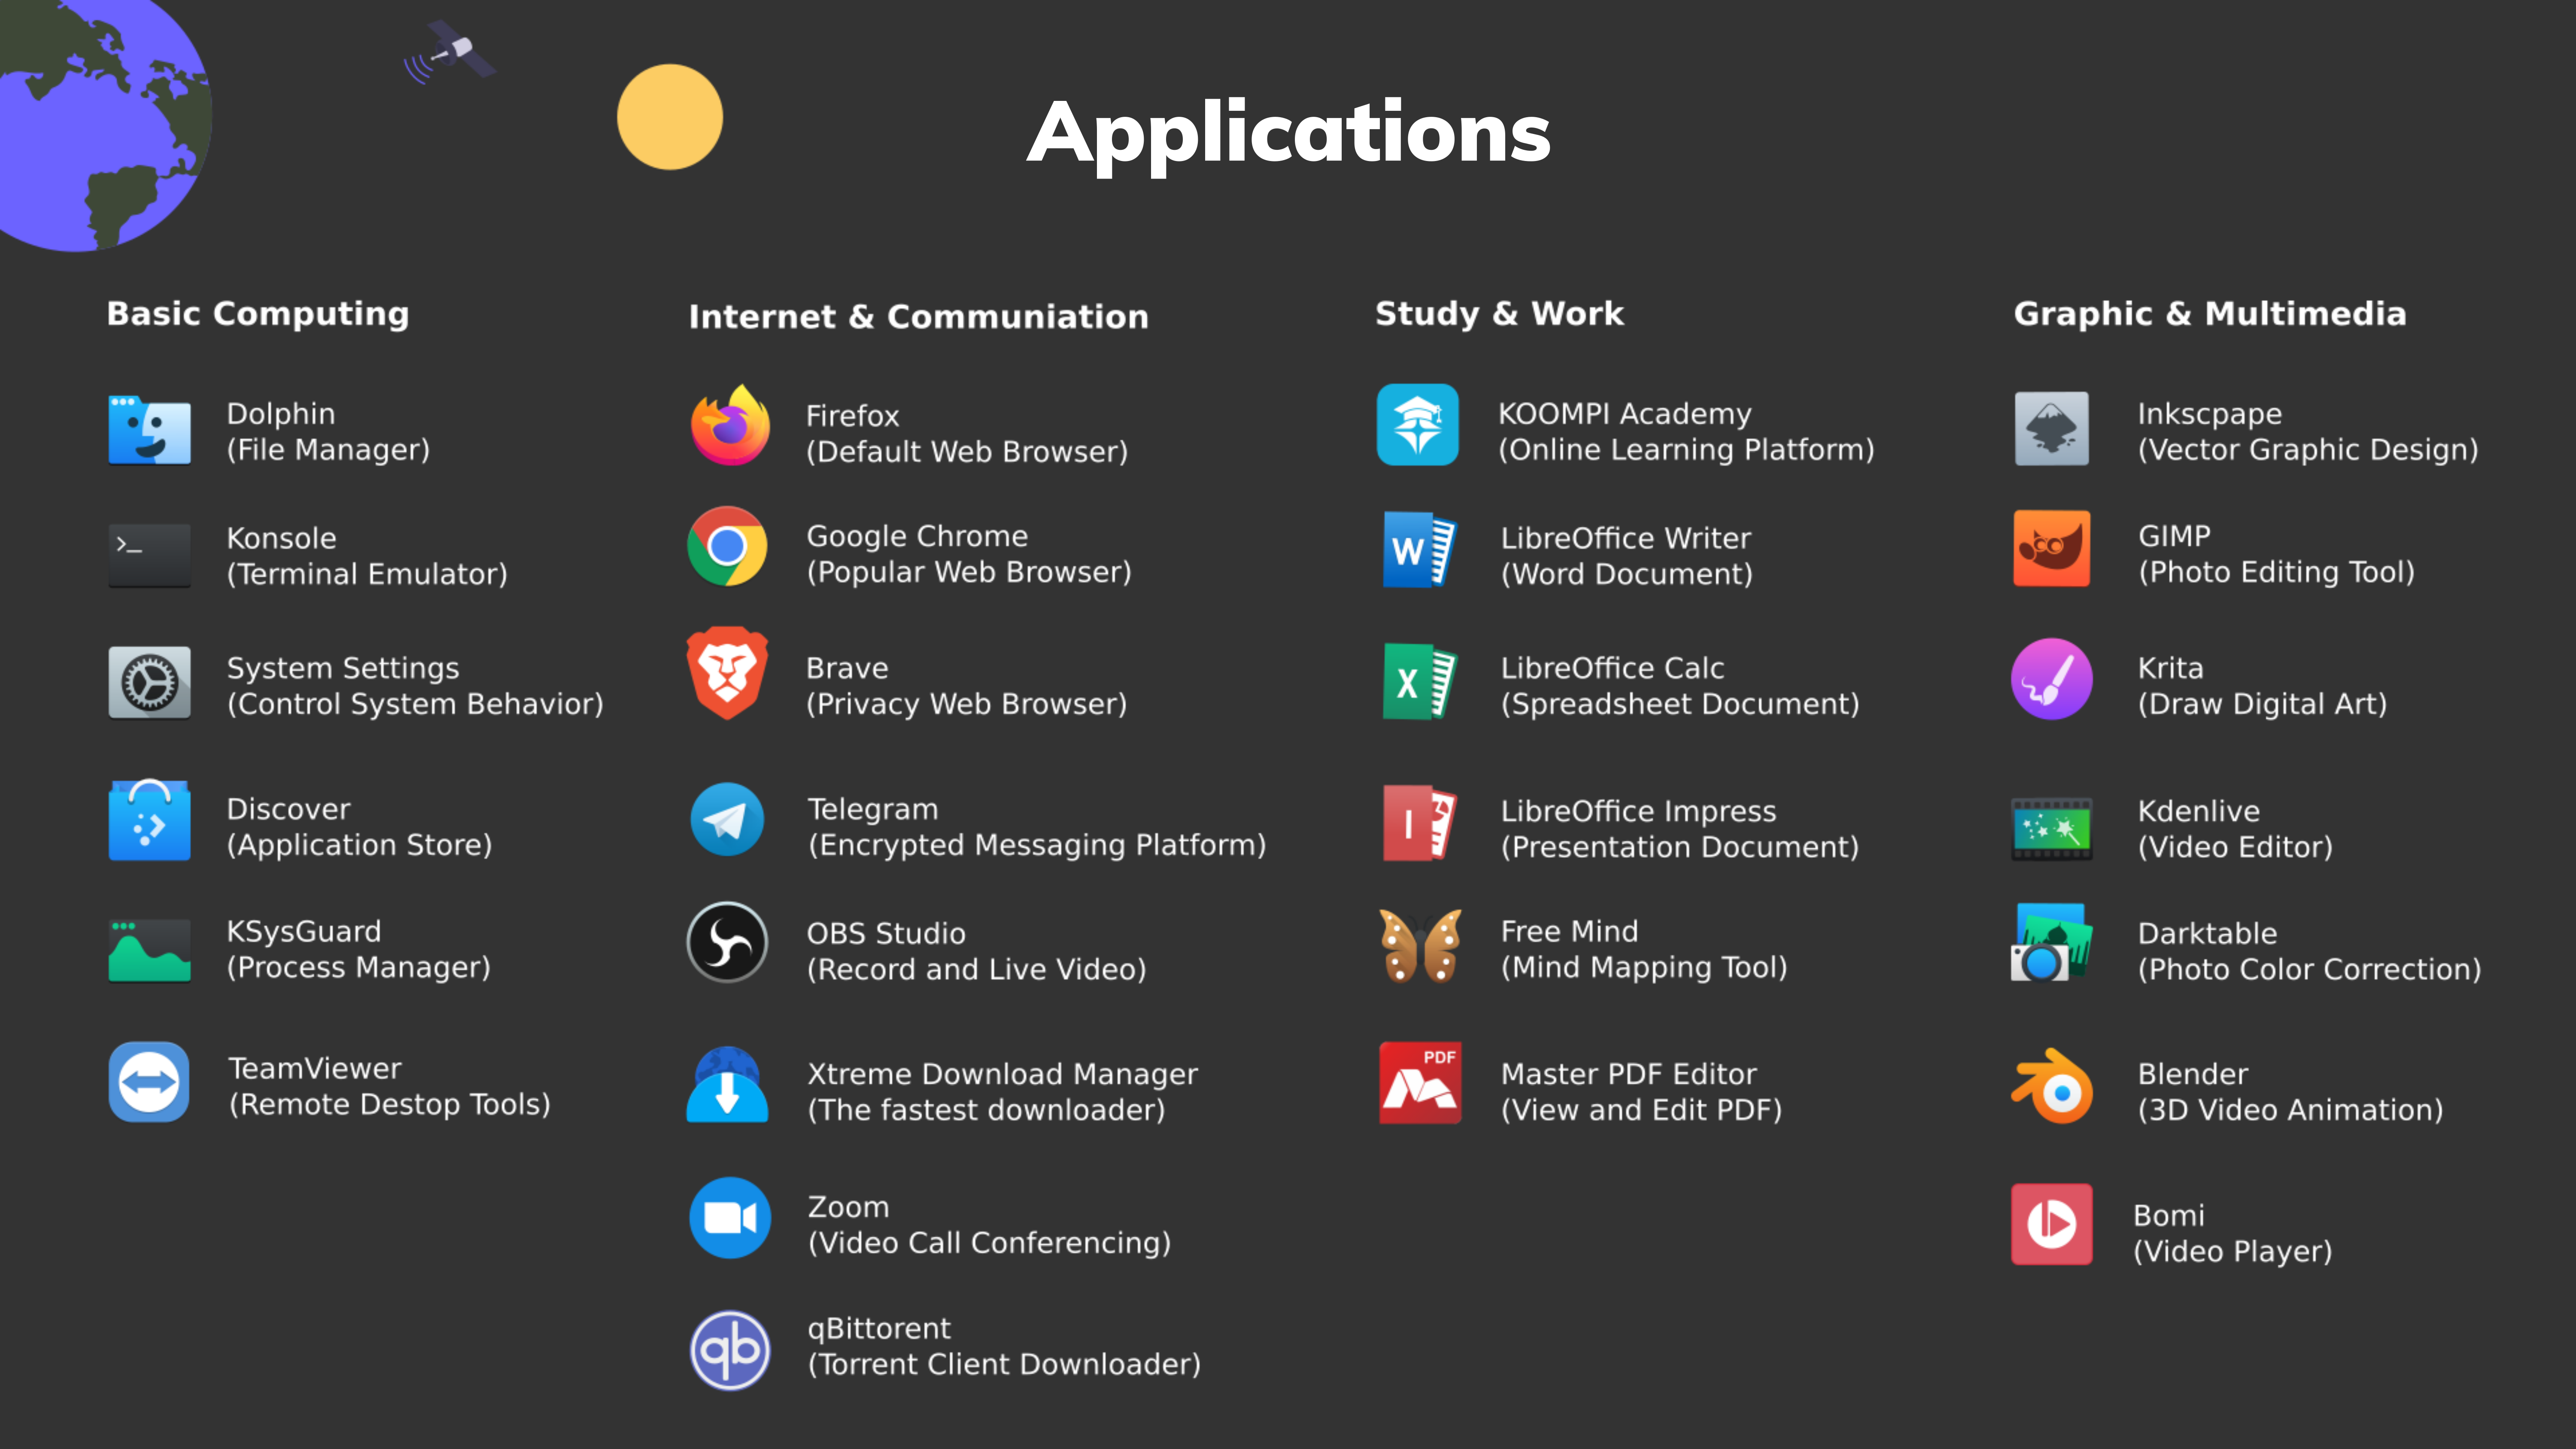 Applications
Basic Computing
Dolphin
(File Manager)
>_
Konsole
(Terminal Emulator)
System Settings
(Control System Behavior)
Discover
(Application Store)
KSysGuard
(Process Manager)
TeamViewer
(Remote Destop Tools)
Internet & Communiation
Firefox
(Default Web Browser)
Google Chrome
(Popular Web Browser)
Brave
(Privacy Web Browser)
Telegram
(Encrypted Messaging Platform)
OBS Studio
(Record and Live Video)
Xtreme Download Manager
(The fastest downloader)
Zoom
(Video Call Conferencing)
qb
qBittorent
(Torrent Client Downloader)
Study & Work
KOOMPI Academy
(Online Learning Platform)
W
LibreOffice Writer
(Word Document)
X
LibreOffice Calc
(Spreadsheet Document)
I
LibreOffice Impress
(Presentation Document)
Free Mind
(Mind Mapping Tool)
PDF
Master PDF Editor
(View and Edit PDF)
Graphic & Multimedia
Inkscpape
(Vector Graphic Design)
GIMP
(Photo Editing Tool)
Krita
(Draw Digital Art)
Kdenlive
(Video Editor)
Darktable
(Photo Color Correction)
Blender
(3D Video Animation)
Bomi
(Video Player)